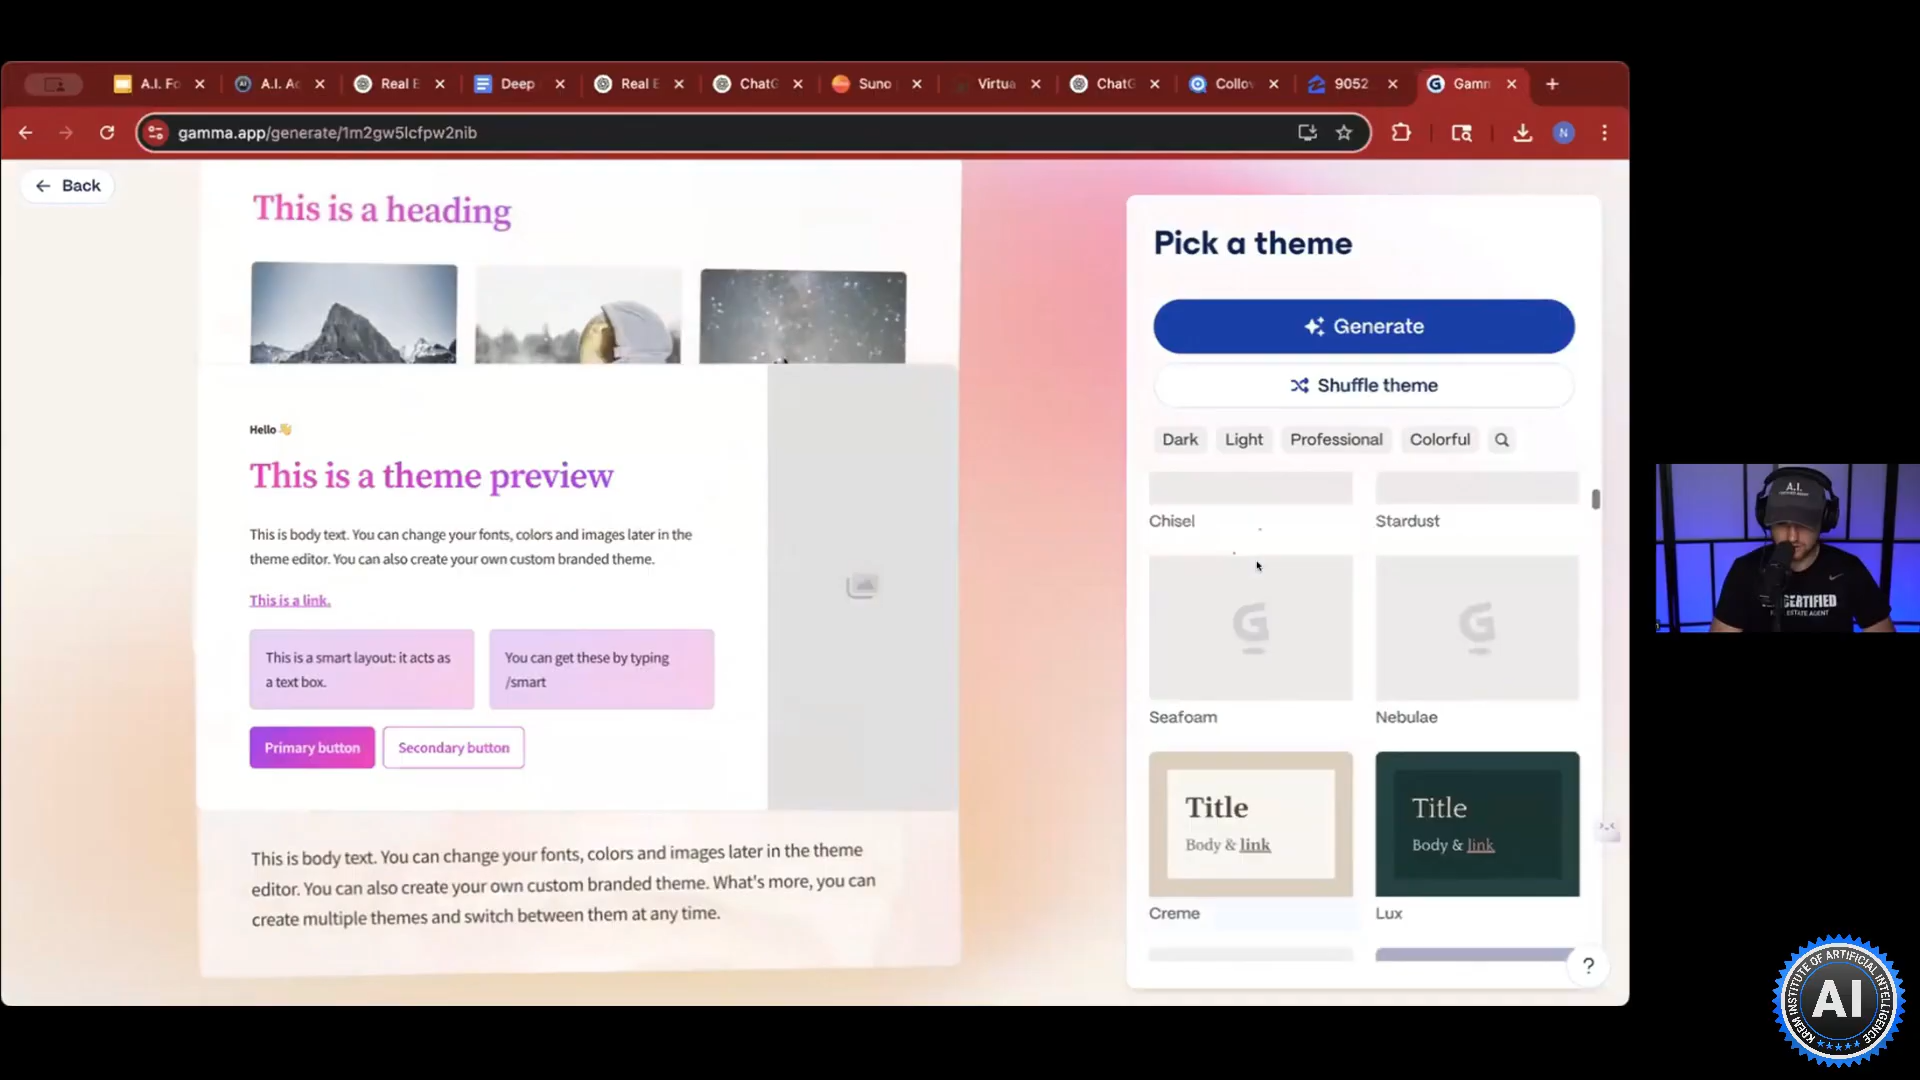 A.I. Fo
A.I. Ac
Real E
Deep
Real E
ChatG
Suno
Virtua
ChatG
Collov
9052
Gamm
gamma.app/generate/1m2gw5lcfpw2nib
N
Back
This is a heading
Hello
This is a theme preview
This is body text. You can change your fonts, colors and images later in the
theme editor. You can also create your own custom branded theme.
This is a link.
This is a smart layout: it acts as
a text box.
You can get these by typing
/smart
Primary button
Secondary button
This is body text. You can change your fonts, colors and images later in the theme
editor. You can also create your own custom branded theme. What's more, you can
create multiple themes and switch between them at any time.
Pick a theme
Generate
Shuffle theme
Dark
Light
Professional
Colorful
Chisel
Stardust
Seafoam
Nebulae
Title
Body & link
Title
Body & link
Creme
Lux
?
A.I.
CERTIFIED
ESTATE AGENT
KREM INSTITUTE OF ARTIFICIAL INTELLIGENCE
AI